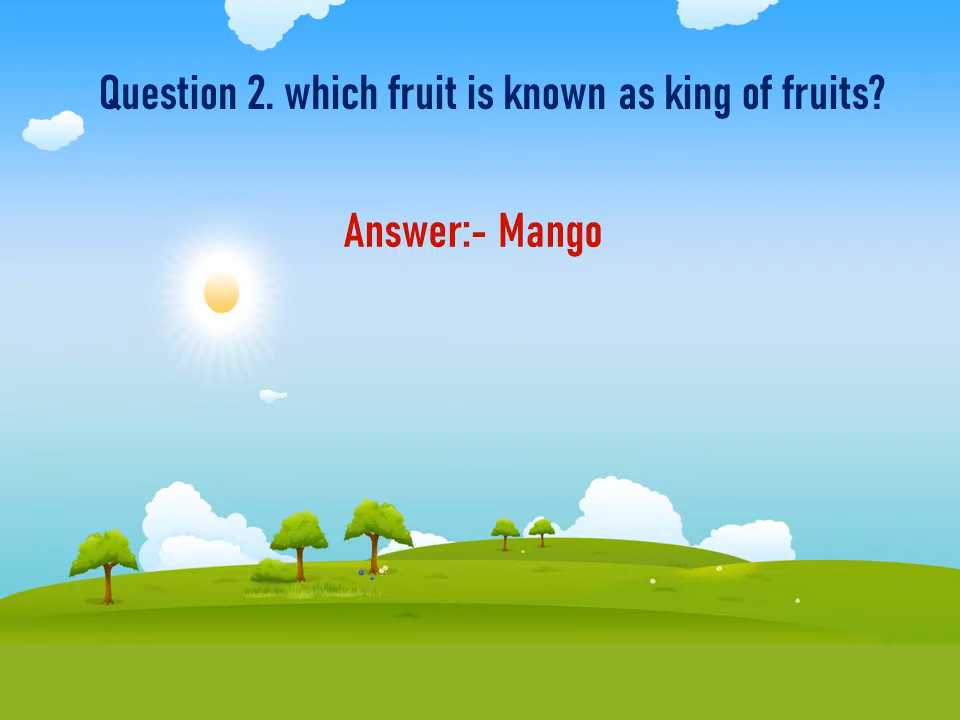 Question 2. which fruit is known as king of fruits?
Answer:- Mango